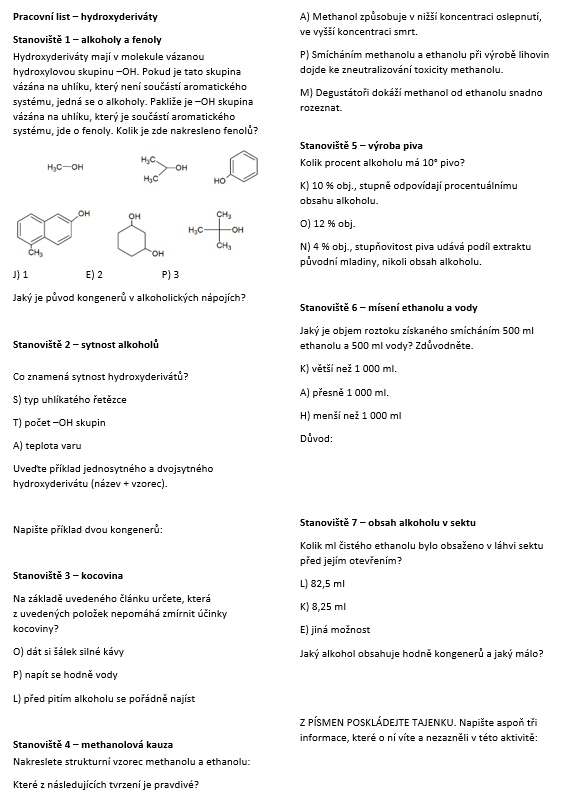 Pracovní list – hydroxyderiváty
Stanoviště 1 – alkoholy a fenoly
Hydroxyderiváty mají v molekule vázanou
hydroxylovou skupinu –OH. Pokud je tato skupina
vázána na uhlíku, který není součástí aromatického
systému, jedná se o alkoholy. Pakliže je –OH skupina
vázána na uhlíku, který je součástí aromatického
systému, jde o fenoly. Kolik je zde nakresleno fenolů?
H3C—OH
H3C
OH
H3C
HO
OH
CH3
OH
OH
CH3
H3C
OH
CH3
J) 1 E) 2 P) 3
Jaký je původ kongenerů v alkoholických nápojích?
Stanoviště 2 – sytnost alkoholů
Co znamená sytnost hydroxyderivátů?
S) typ uhlíkatého řetězce
T) počet –OH skupin
A) teplota varu
Uveďte příklad jednosytného a dvojsytného
hydroxyderivátu (název + vzorec).
Napište příklad dvou kongenerů:
Stanoviště 3 – kocovina
Na základě uvedeného článku určete, která
z uvedených položek nepomáhá zmírnit účinky
kocoviny?
O) dát si šálek silné kávy
P) napít se hodně vody
L) před pitím alkoholu se pořádně najíst
Stanoviště 4 – methanolová kauza
Nakreslete strukturní vzorec methanolu a ethanolu:
Které z následujících tvrzení je pravdivé?
A) Methanol způsobuje v nižší koncentraci oslepnutí,
ve vyšší koncentraci smrt.
P) Smícháním methanolu a ethanolu při výrobě lihovin
dojde ke zneutralizování toxicity methanolu.
M) Degustátoři dokáží methanol od ethanolu snadno
rozeznat.
Stanoviště 5 – výroba piva
Kolik procent alkoholu má 10° pivo?
K) 10 % obj., stupně odpovídají procentuálnímu
obsahu alkoholu.
O) 12 % obj.
N) 4 % obj., stupňovitost piva udává podíl extraktu
původní mladiny, nikoli obsah alkoholu.
Stanoviště 6 – mísení ethanolu a vody
Jaký je objem roztoku získaného smícháním 500 ml
ethanolu a 500 ml vody? Zdůvodněte.
K) větší než 1 000 ml.
A) přesně 1 000 ml.
H) menší než 1 000 ml
Důvod:
Stanoviště 7 – obsah alkoholu v sektu
Kolik ml čistého ethanolu bylo obsaženo v láhvi sektu
před jejím otevřením?
L) 82,5 ml
K) 8,25 ml
E) jiná možnost
Jaký alkohol obsahuje hodně kongenerů a jaký málo?
Z PÍSMEN POSKLÁDEJTE TAJENKU. Napište aspoň tři
informace, které o ní víte a nezazněli v této aktivitě: